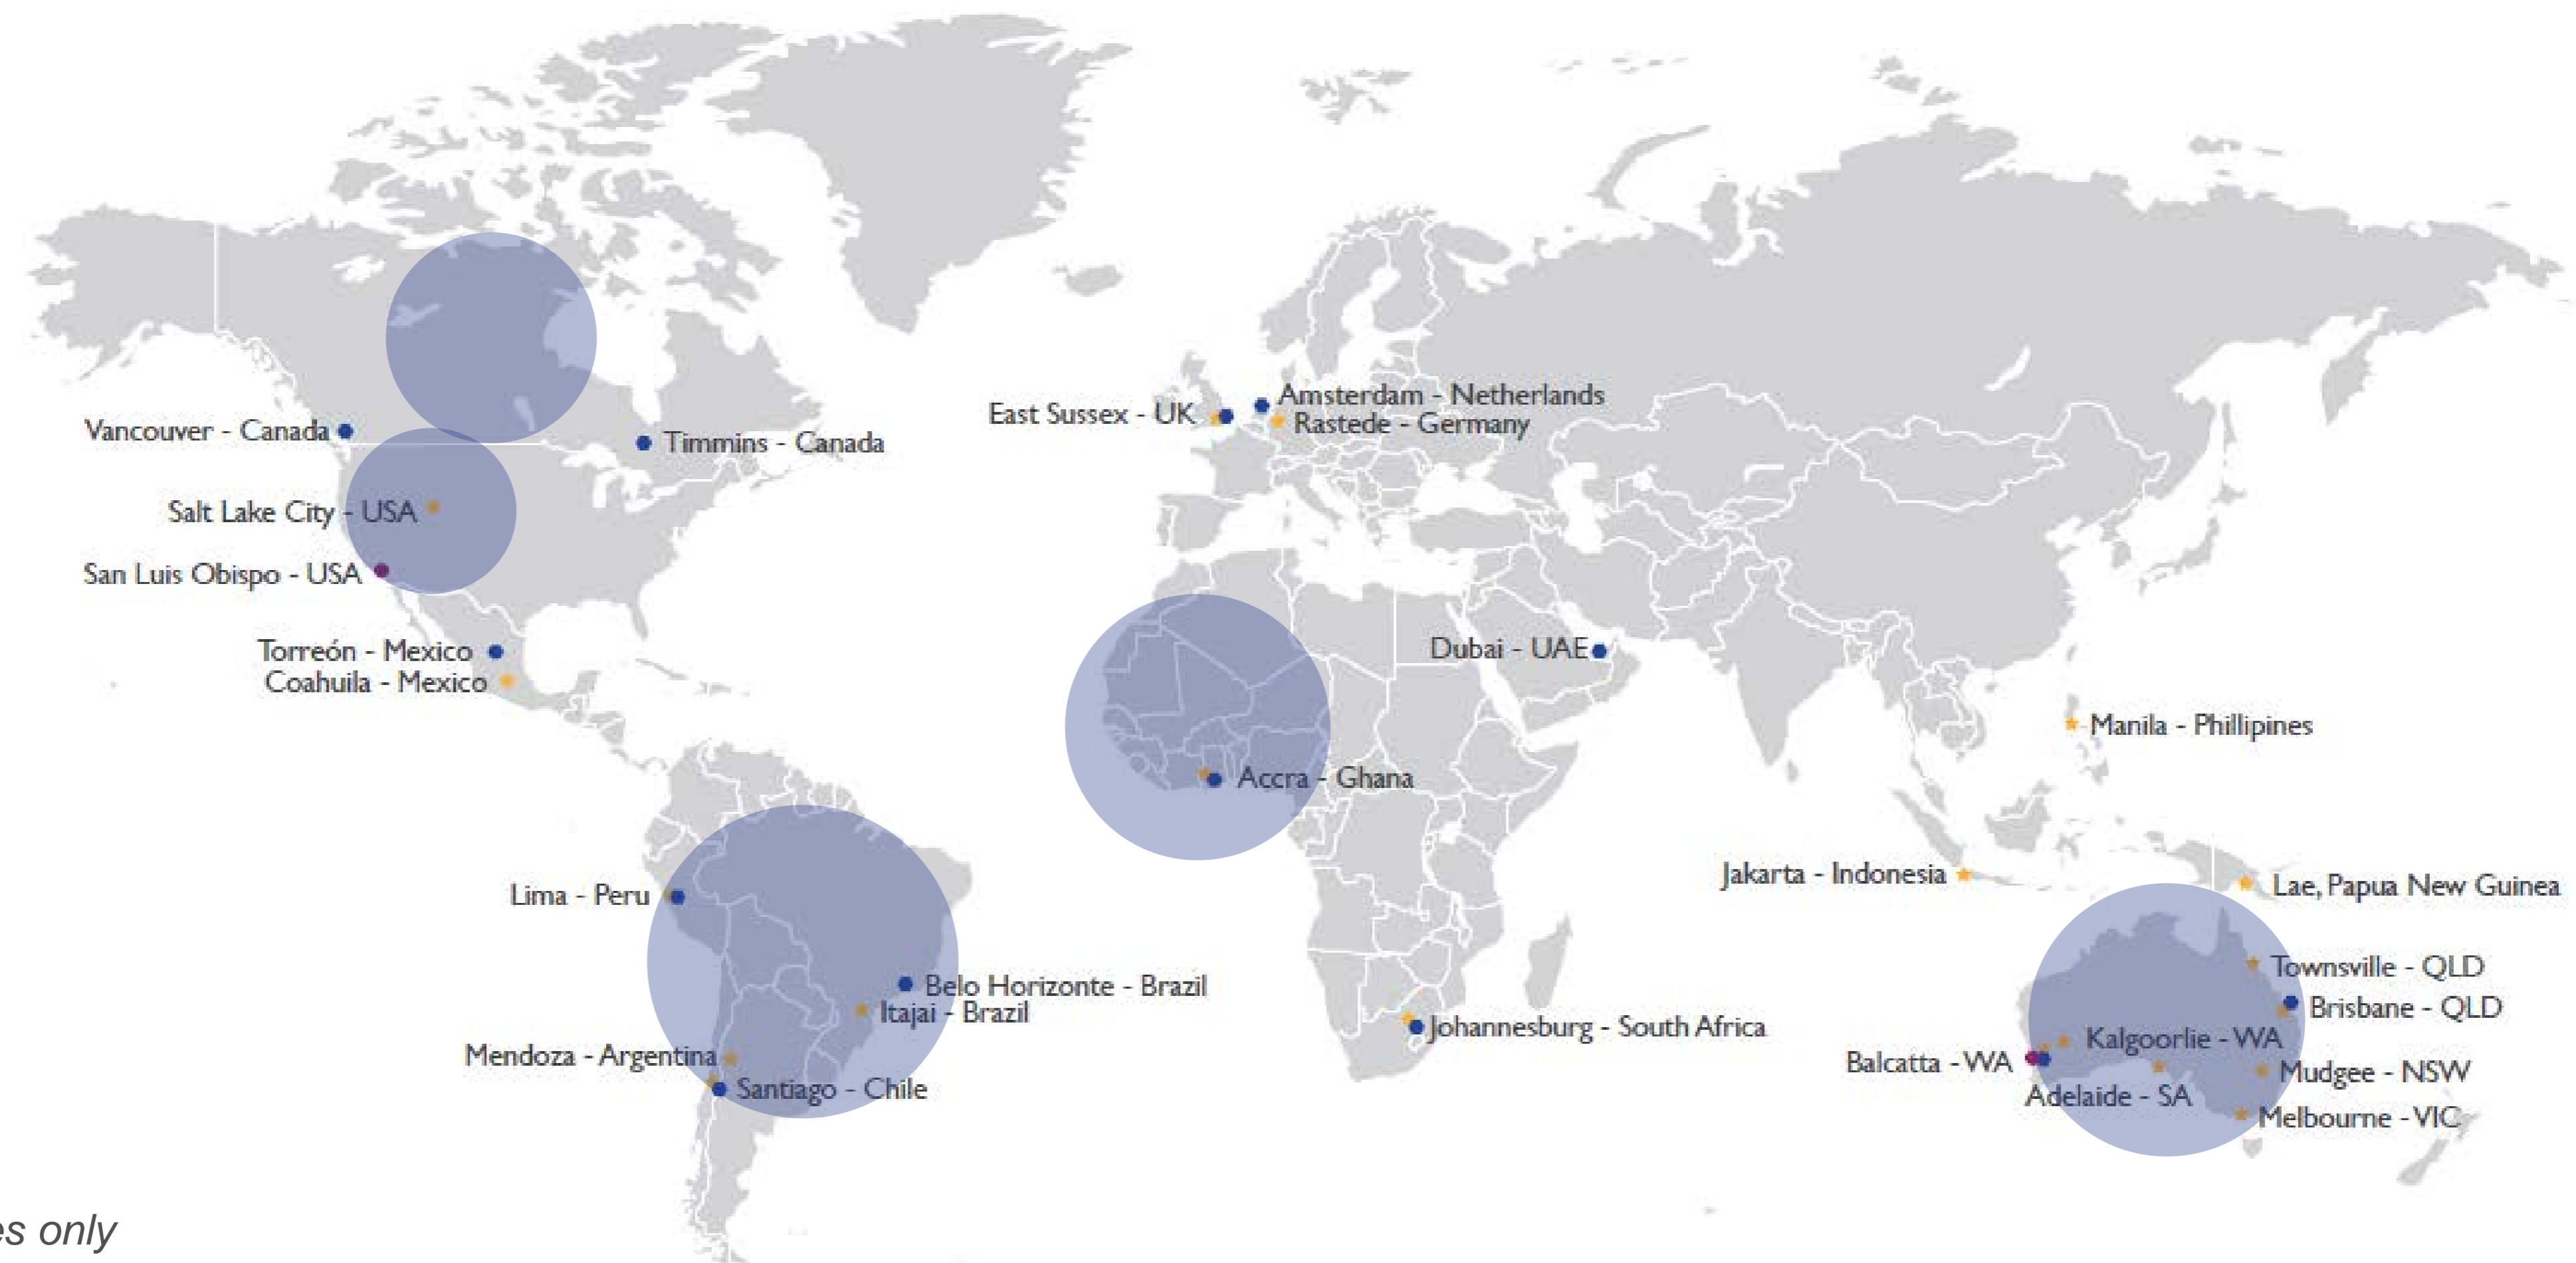 Amsterdam - Netherlands
East Sussex - UK
Rastede - Germany
Vancouver - Canada
Timmins - Canada
Salt Lake City - USA
San Luis Obispo - USA
Torreón - Mexico
Dubai - UAE
Coahuila - Mexico
Manila - Phillipines
Accra - Ghana
Jakarta - Indonesia
Lae, Papua New Guinea
Lima - Peru
Townsville - QLD
Belo Horizonte - Brazil
Brisbane - QLD
Itajai - Brazil
Johannesburg - South Africa
Kalgoorlie - WA
Mendoza - Argentina
Balcatta - WA
Mudgee - NSW
Santiago - Chile
Adelaide - SA
Melbourne - VIC
only